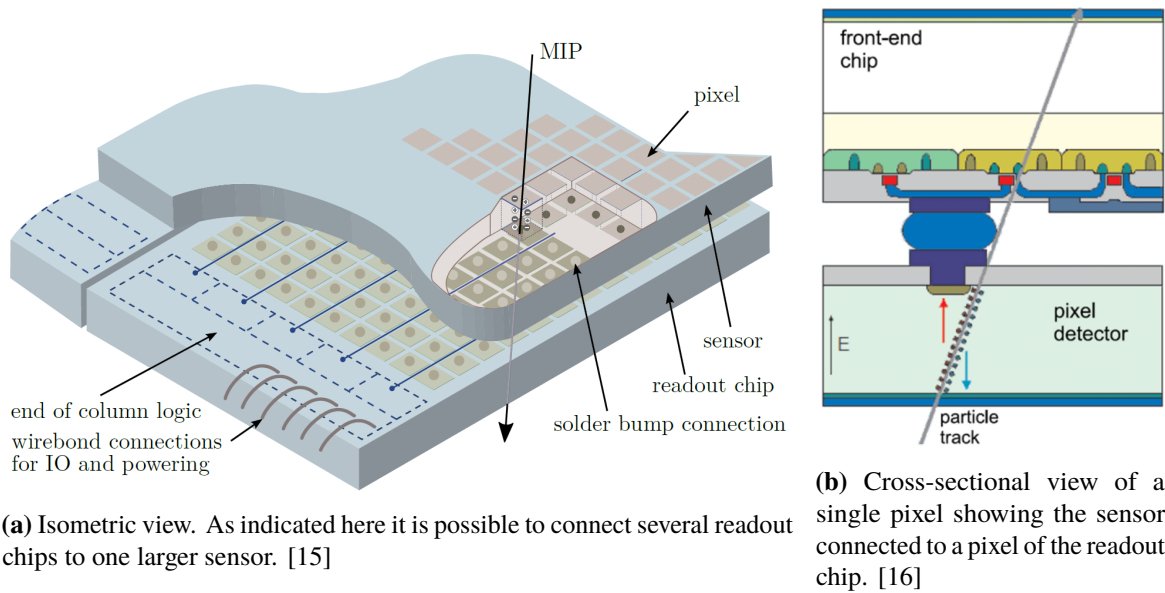 MIP
pixel
sensor
readout chip
solder bump connection
end of column logic
wirebond connections
for IO and powering
(a) Isometric view. As indicated here it is possible to connect several readout
chips to one larger sensor. [15]
front-end
chip
pixel
detector
E
particle
track
(b) Cross-sectional view of a
single pixel showing the sensor
connected to a pixel of the readout
chip. [16]